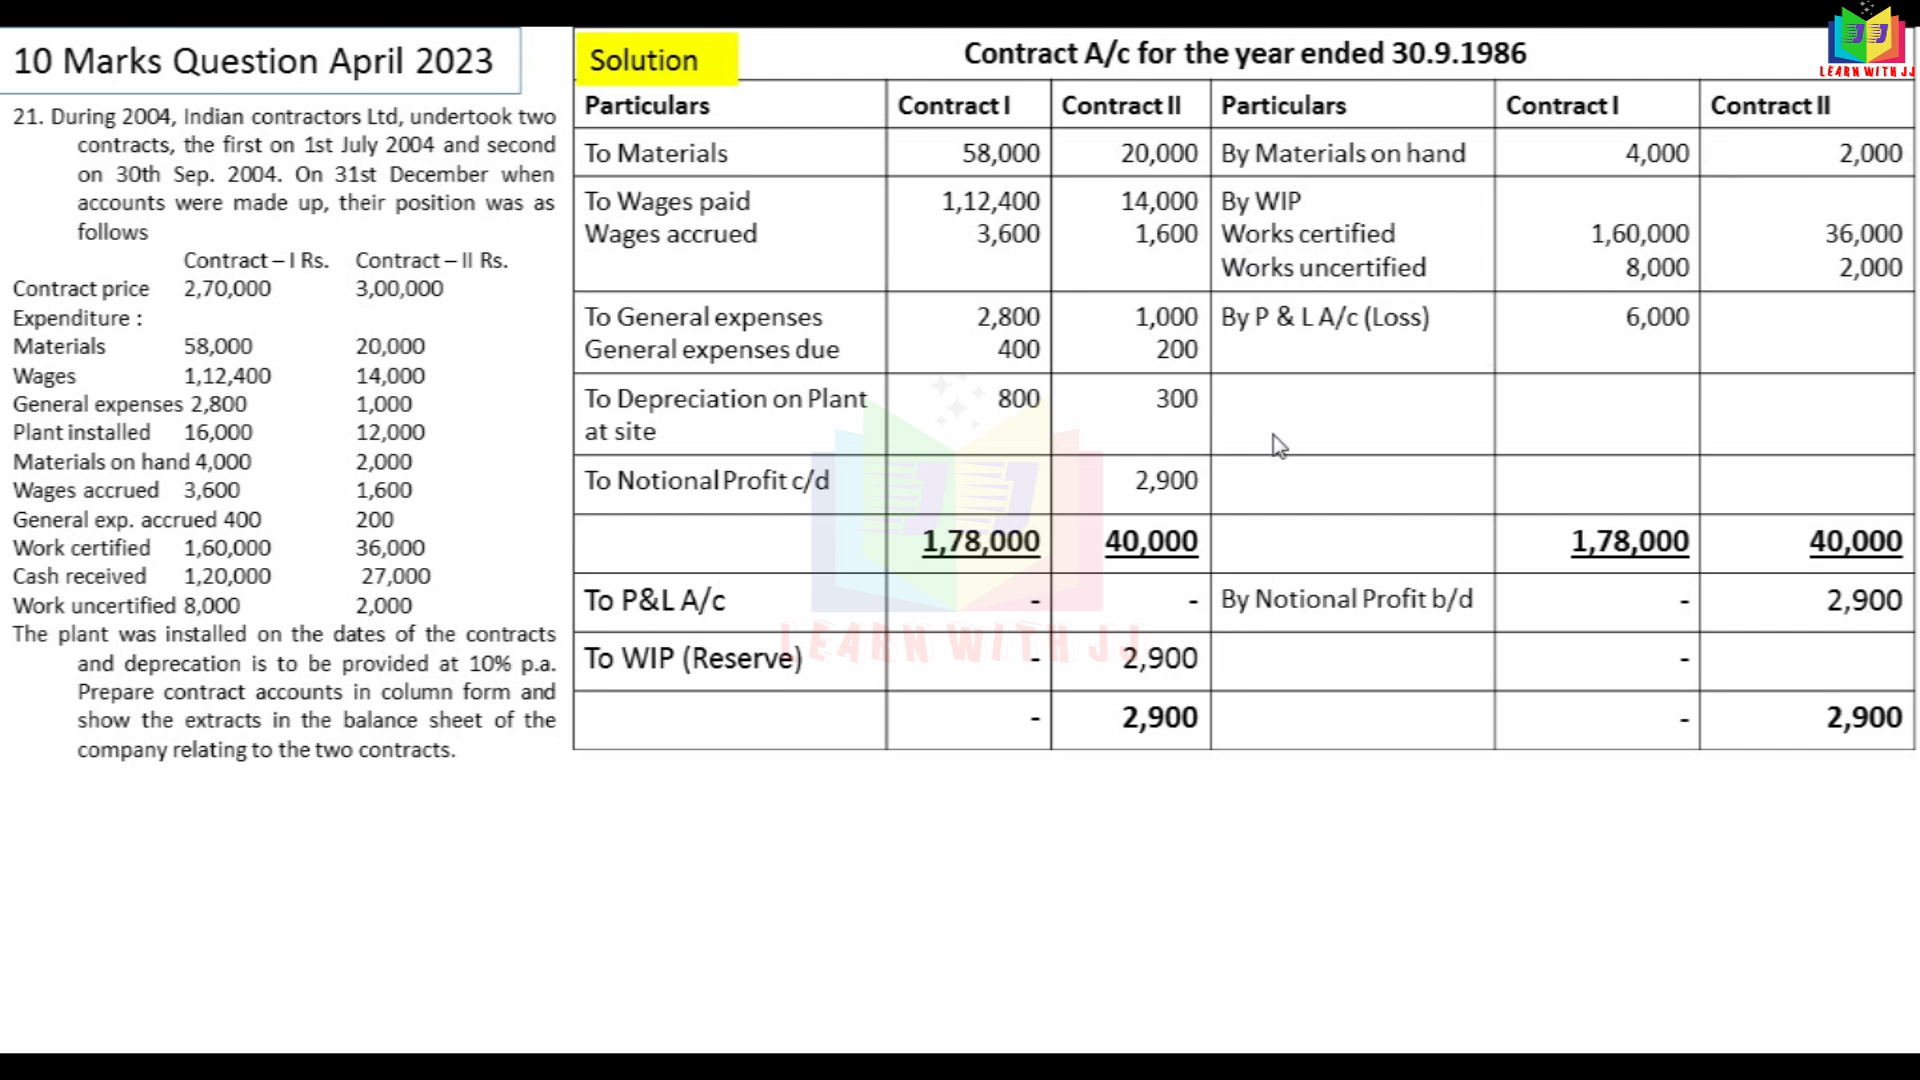 10 Marks Question April 2023
21. During 2004, Indian contractors Ltd, undertook two
contracts, the first on 1st July 2004 and second
on 30th Sep. 2004. On 31st December when
accounts were made up, their position was as
follows
Contract – I Rs. Contract – II Rs.
Contract price 2,70,000 3,00,000
Expenditure :
Materials 58,000 20,000
Wages 1,12,400 14,000
General expenses 2,800 1,000
Plant installed 16,000 12,000
Materials on hand 4,000 2,000
Wages accrued 3,600 1,600
General exp. accrued 400 200
Work certified 1,60,000 36,000
Cash received 1,20,000 27,000
Work uncertified 8,000 2,000
The plant was installed on the dates of the contracts
and deprecation is to be provided at 10% p.a.
Prepare contract accounts in column form and
show the extracts in the balance sheet of the
company relating to the two contracts.
Solution
Contract A/c for the year ended 30.9.1986
Particulars Contract I Contract II Particulars Contract I Contract II
To Materials 58,000 20,000 By Materials on hand 4,000 2,000
To Wages paid 1,12,400 14,000 By WIP
Wages accrued 3,600 1,600 Works certified 1,60,000 36,000
Works uncertified 8,000 2,000
To General expenses 2,800 1,000 By P & L A/c (Loss) 6,000
General expenses due 400 200
To Depreciation on Plant 800 300
at site
To Notional Profit c/d 2,900
1,78,000 40,000 1,78,000 40,000
To P&L A/c - - By Notional Profit b/d - 2,900
To WIP (Reserve) - 2,900 -
- 2,900 - 2,900
LEARN WITH JJ
JJ
LEARN WITH JJ